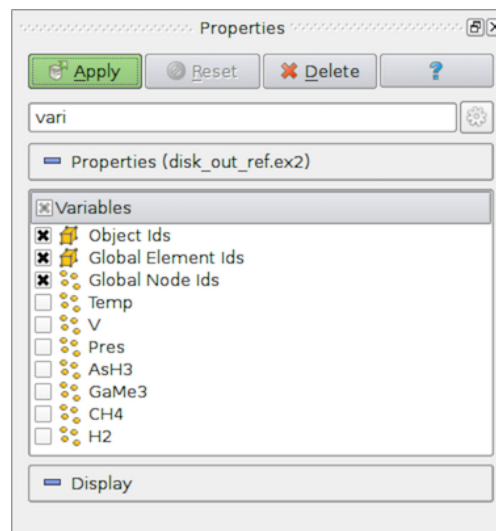 Properties
Apply Reset Delete ?
vari
Properties (disk_out_ref.ex2)
Variables
Object Ids
Global Element Ids
Global Node Ids
Temp
V
Pres
AsH3
GaMe3
CH4
H2
Display